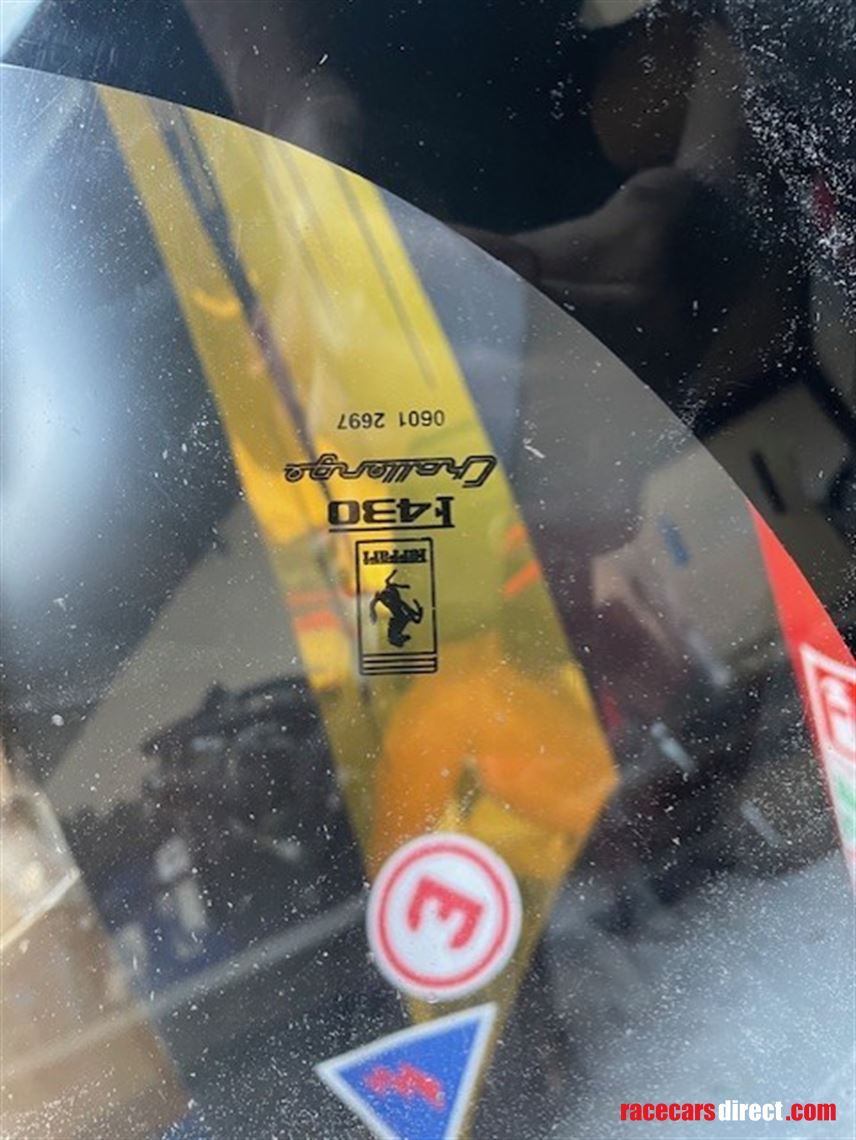 FERRARI
F430
Challenge
0601 2697
E
racecarsdirect.com